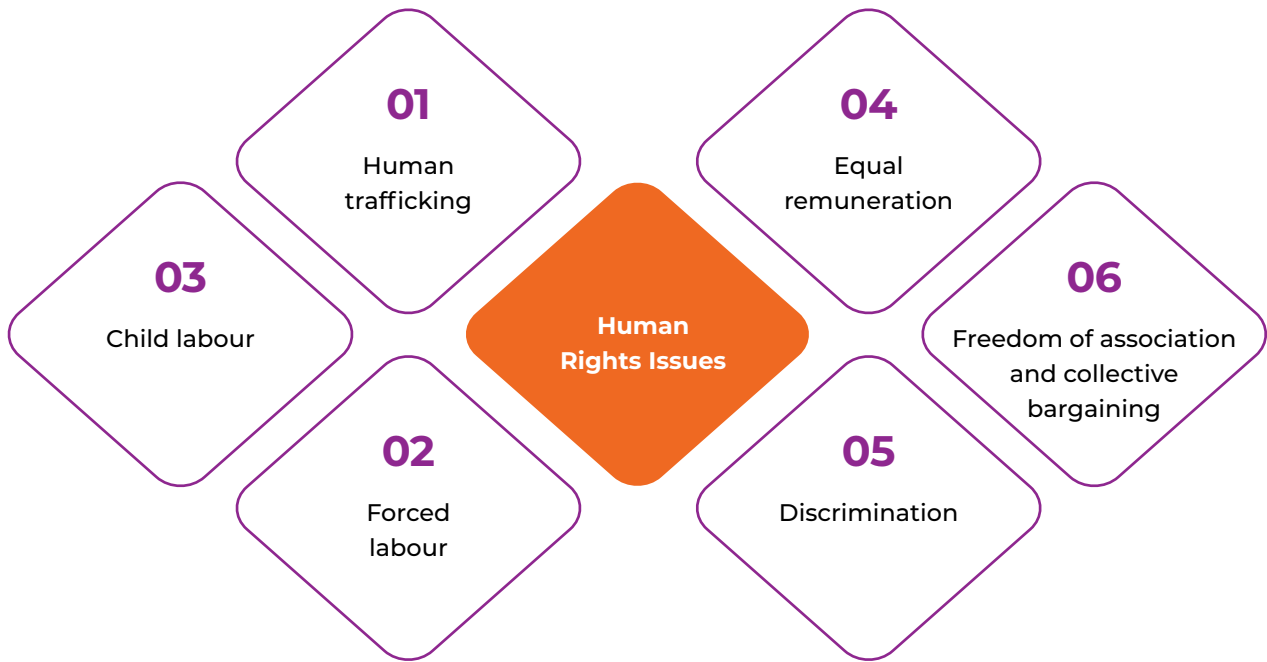 01
Human
trafficking
04
Equal
remuneration
03
Child labour
Human
Rights Issues
06
Freedom of association
and collective
bargaining
02
Forced
labour
05
Discrimination